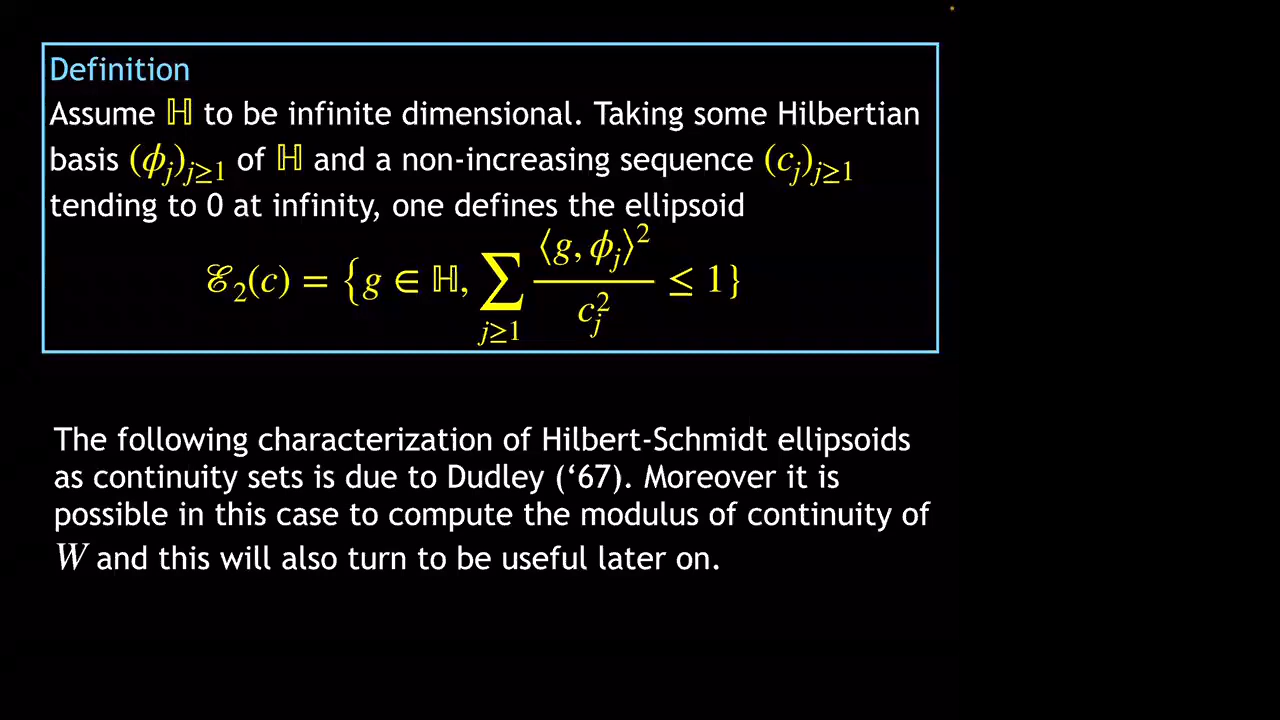 Definition
Assume ℍ to be infinite dimensional. Taking some Hilbertian
basis (ϕ_j)_{j≥1} of ℍ and a non-increasing sequence (c_j)_{j≥1}
tending to 0 at infinity, one defines the ellipsoid
ℰ_2(c) = {g ∈ ℍ, ∑_{j≥1} ⟨g, ϕ_j⟩^2 / c_j^2 ≤ 1}
The following characterization of Hilbert-Schmidt ellipsoids
as continuity sets is due to Dudley (‘67). Moreover it is
possible in this case to compute the modulus of continuity of
W and this will also turn to be useful later on.